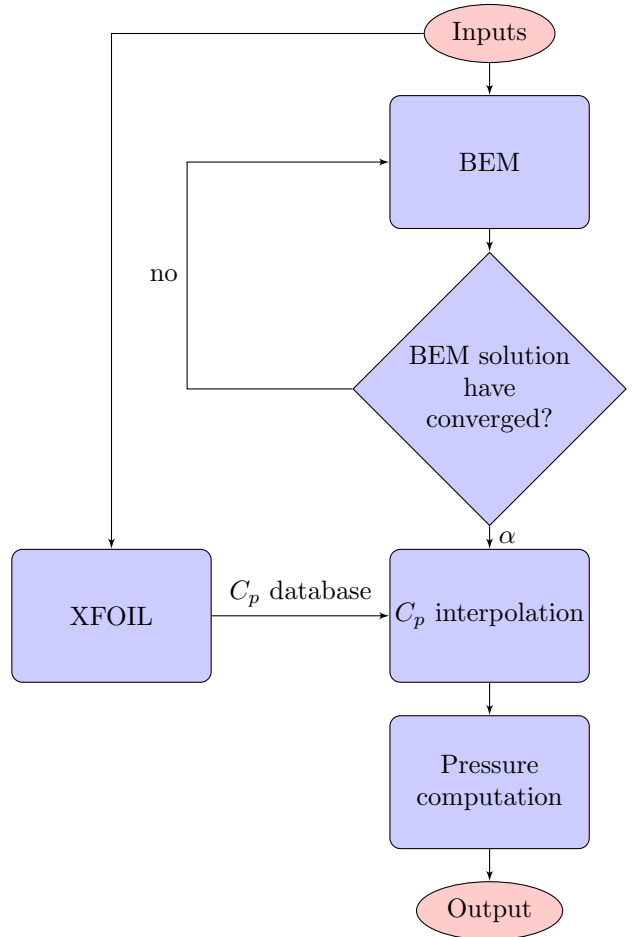 Inputs
BEM
no
BEM solution
have
converged?
α
XFOIL
C_p database
C_p interpolation
Pressure
computation
Output